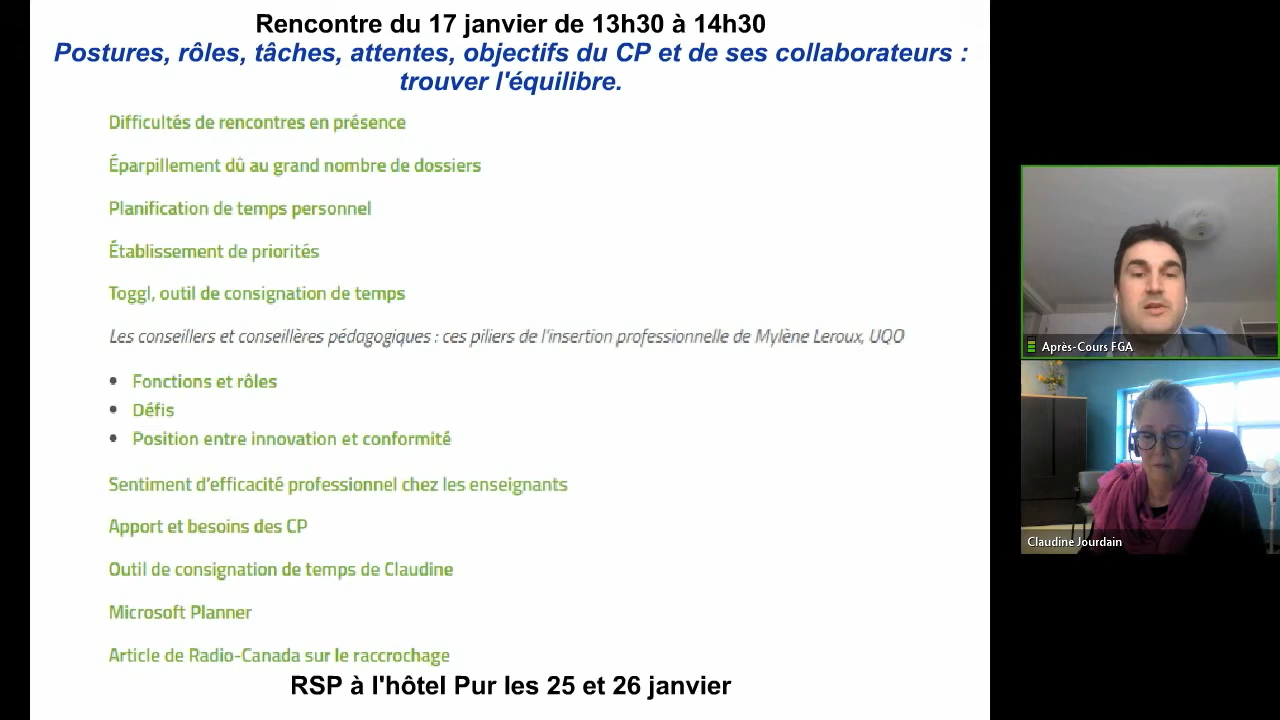 Rencontre du 17 janvier de 13h30 à 14h30
Postures, rôles, tâches, attentes, objectifs du CP et de ses collaborateurs :
trouver l'équilibre.
Difficultés de rencontres en présence
Éparpillement dû au grand nombre de dossiers
Planification de temps personnel
Établissement de priorités
Toggl, outil de consignation de temps
Les conseillers et conseillères pédagogiques : ces piliers de l'insertion professionnelle de Mylène Leroux, UQO
• Fonctions et rôles
• Défis
• Position entre innovation et conformité
Sentiment d'efficacité professionnel chez les enseignants
Apport et besoins des CP
Outil de consignation de temps de Claudine
Microsoft Planner
Article de Radio-Canada sur le raccrochage
RSP à l'hôtel Pur les 25 et 26 janvier
Après-Cours FGA
Claudine Jourdain